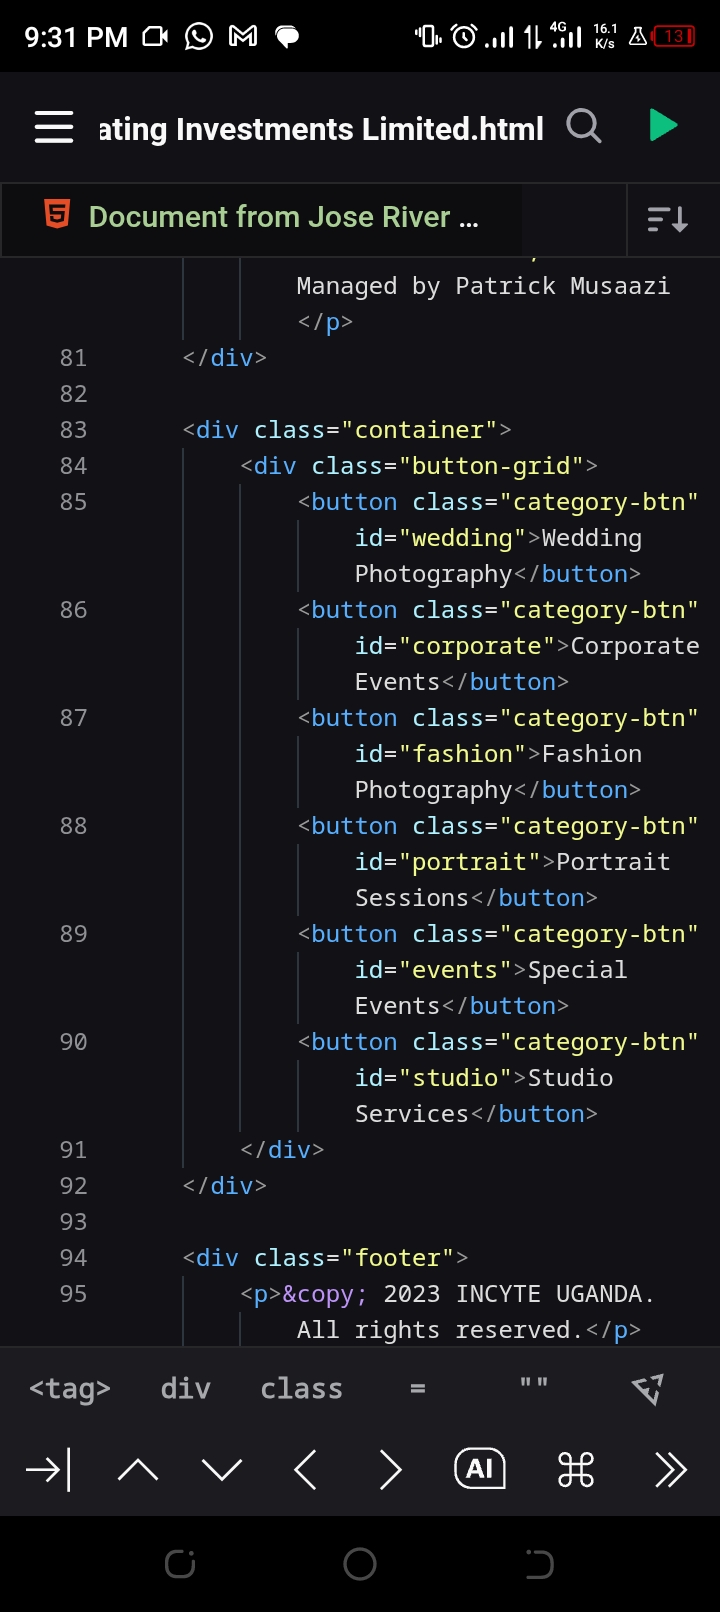 9:31 PM 4G 16.1 K/s 13
ating Investments Limited.html
Document from Jose River ...
Managed by Patrick Musaazi
</p>
81 </div>
82
83 <div class="container">
84 <div class="button-grid">
85 <button class="category-btn"
id="wedding">Wedding
Photography</button>
86 <button class="category-btn"
id="corporate">Corporate
Events</button>
87 <button class="category-btn"
id="fashion">Fashion
Photography</button>
88 <button class="category-btn"
id="portrait">Portrait
Sessions</button>
89 <button class="category-btn"
id="events">Special
Events</button>
90 <button class="category-btn"
id="studio">Studio
Services</button>
91 </div>
92 </div>
93
94 <div class="footer">
95 <p>&copy; 2023 INCYTE UGANDA.
All rights reserved.</p>
<tag> div class = ""
AI